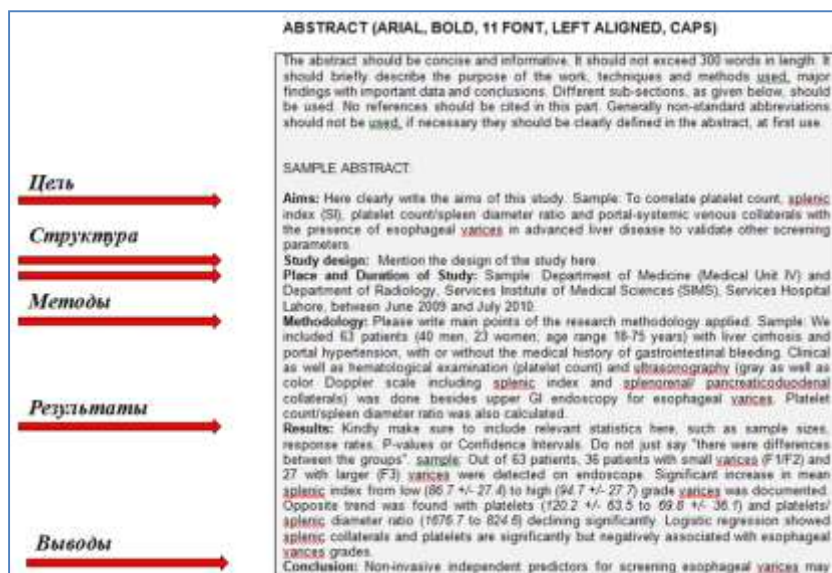 ABSTRACT (ARIAL, BOLD, 11 FONT, LEFT ALIGNED, CAPS)
The abstract should be concise and informative. It should not exceed 300 words in length. It
should briefly describe the purpose of the work, techniques and methods used, major
findings with important data and conclusions. Different sub-sections, as given below, should
be used. No references should be cited in this part. Generally non-standard abbreviations
should not be used, if necessary they should be clearly defined in the abstract, at first use.
SAMPLE ABSTRACT:
Цель
Aims: Here clearly write the aims of this study. Sample: To correlate platelet count, splenic
index (SI), platelet count/spleen diameter ratio and portal-systemic venous collaterals with
Структура
the presence of esophageal varices in advanced liver disease to validate other screening
parameters.
Study design: Mention the design of the study here.
Place and Duration of Study: Sample: Department of Medicine (Medical Unit IV) and
Department of Radiology, Services Institute of Medical Sciences (SIMS), Services Hospital
Методы
Lahore, between June 2009 and July 2010.
Methodology: Please write main points of the research methodology applied. Sample: We
included 63 patients (40 men, 23 women; age range 18-75 years) with liver cirrhosis and
portal hypertension, with or without the medical history of gastrointestinal bleeding. Clinical
as well as hematological examination (platelet count) and ultrasonography (gray as well as
color Doppler scale including splenic index and splenorenal/ pancreaticoduodenal
collaterals) was done besides upper GI endoscopy for esophageal varices. Platelet
Результаты
count/spleen diameter ratio was also calculated.
Results: Kindly make sure to include relevant statistics here, such as sample sizes,
response rates, P-values or Confidence Intervals. Do not just say "there were differences
between the groups". sample: Out of 63 patients, 36 patients with small varices (F1/F2) and
27 with larger (F3) varices were detected on endoscope. Significant increase in mean
splenic index from low (86.7 +/- 27.4) to high (94.7 +/- 27.7) grade varices was documented.
Opposite trend was found with platelets (120.2 +/- 63.5 to 69.8 +/- 36.1) and platelets/
splenic diameter ratio (1676.7 to 824.6) declining significantly. Logistic regression showed
Выводы
splenic collaterals and platelets are significantly but negatively associated with esophageal
varices grades.
Conclusion: Non-invasive independent predictors for screening esophageal varices may